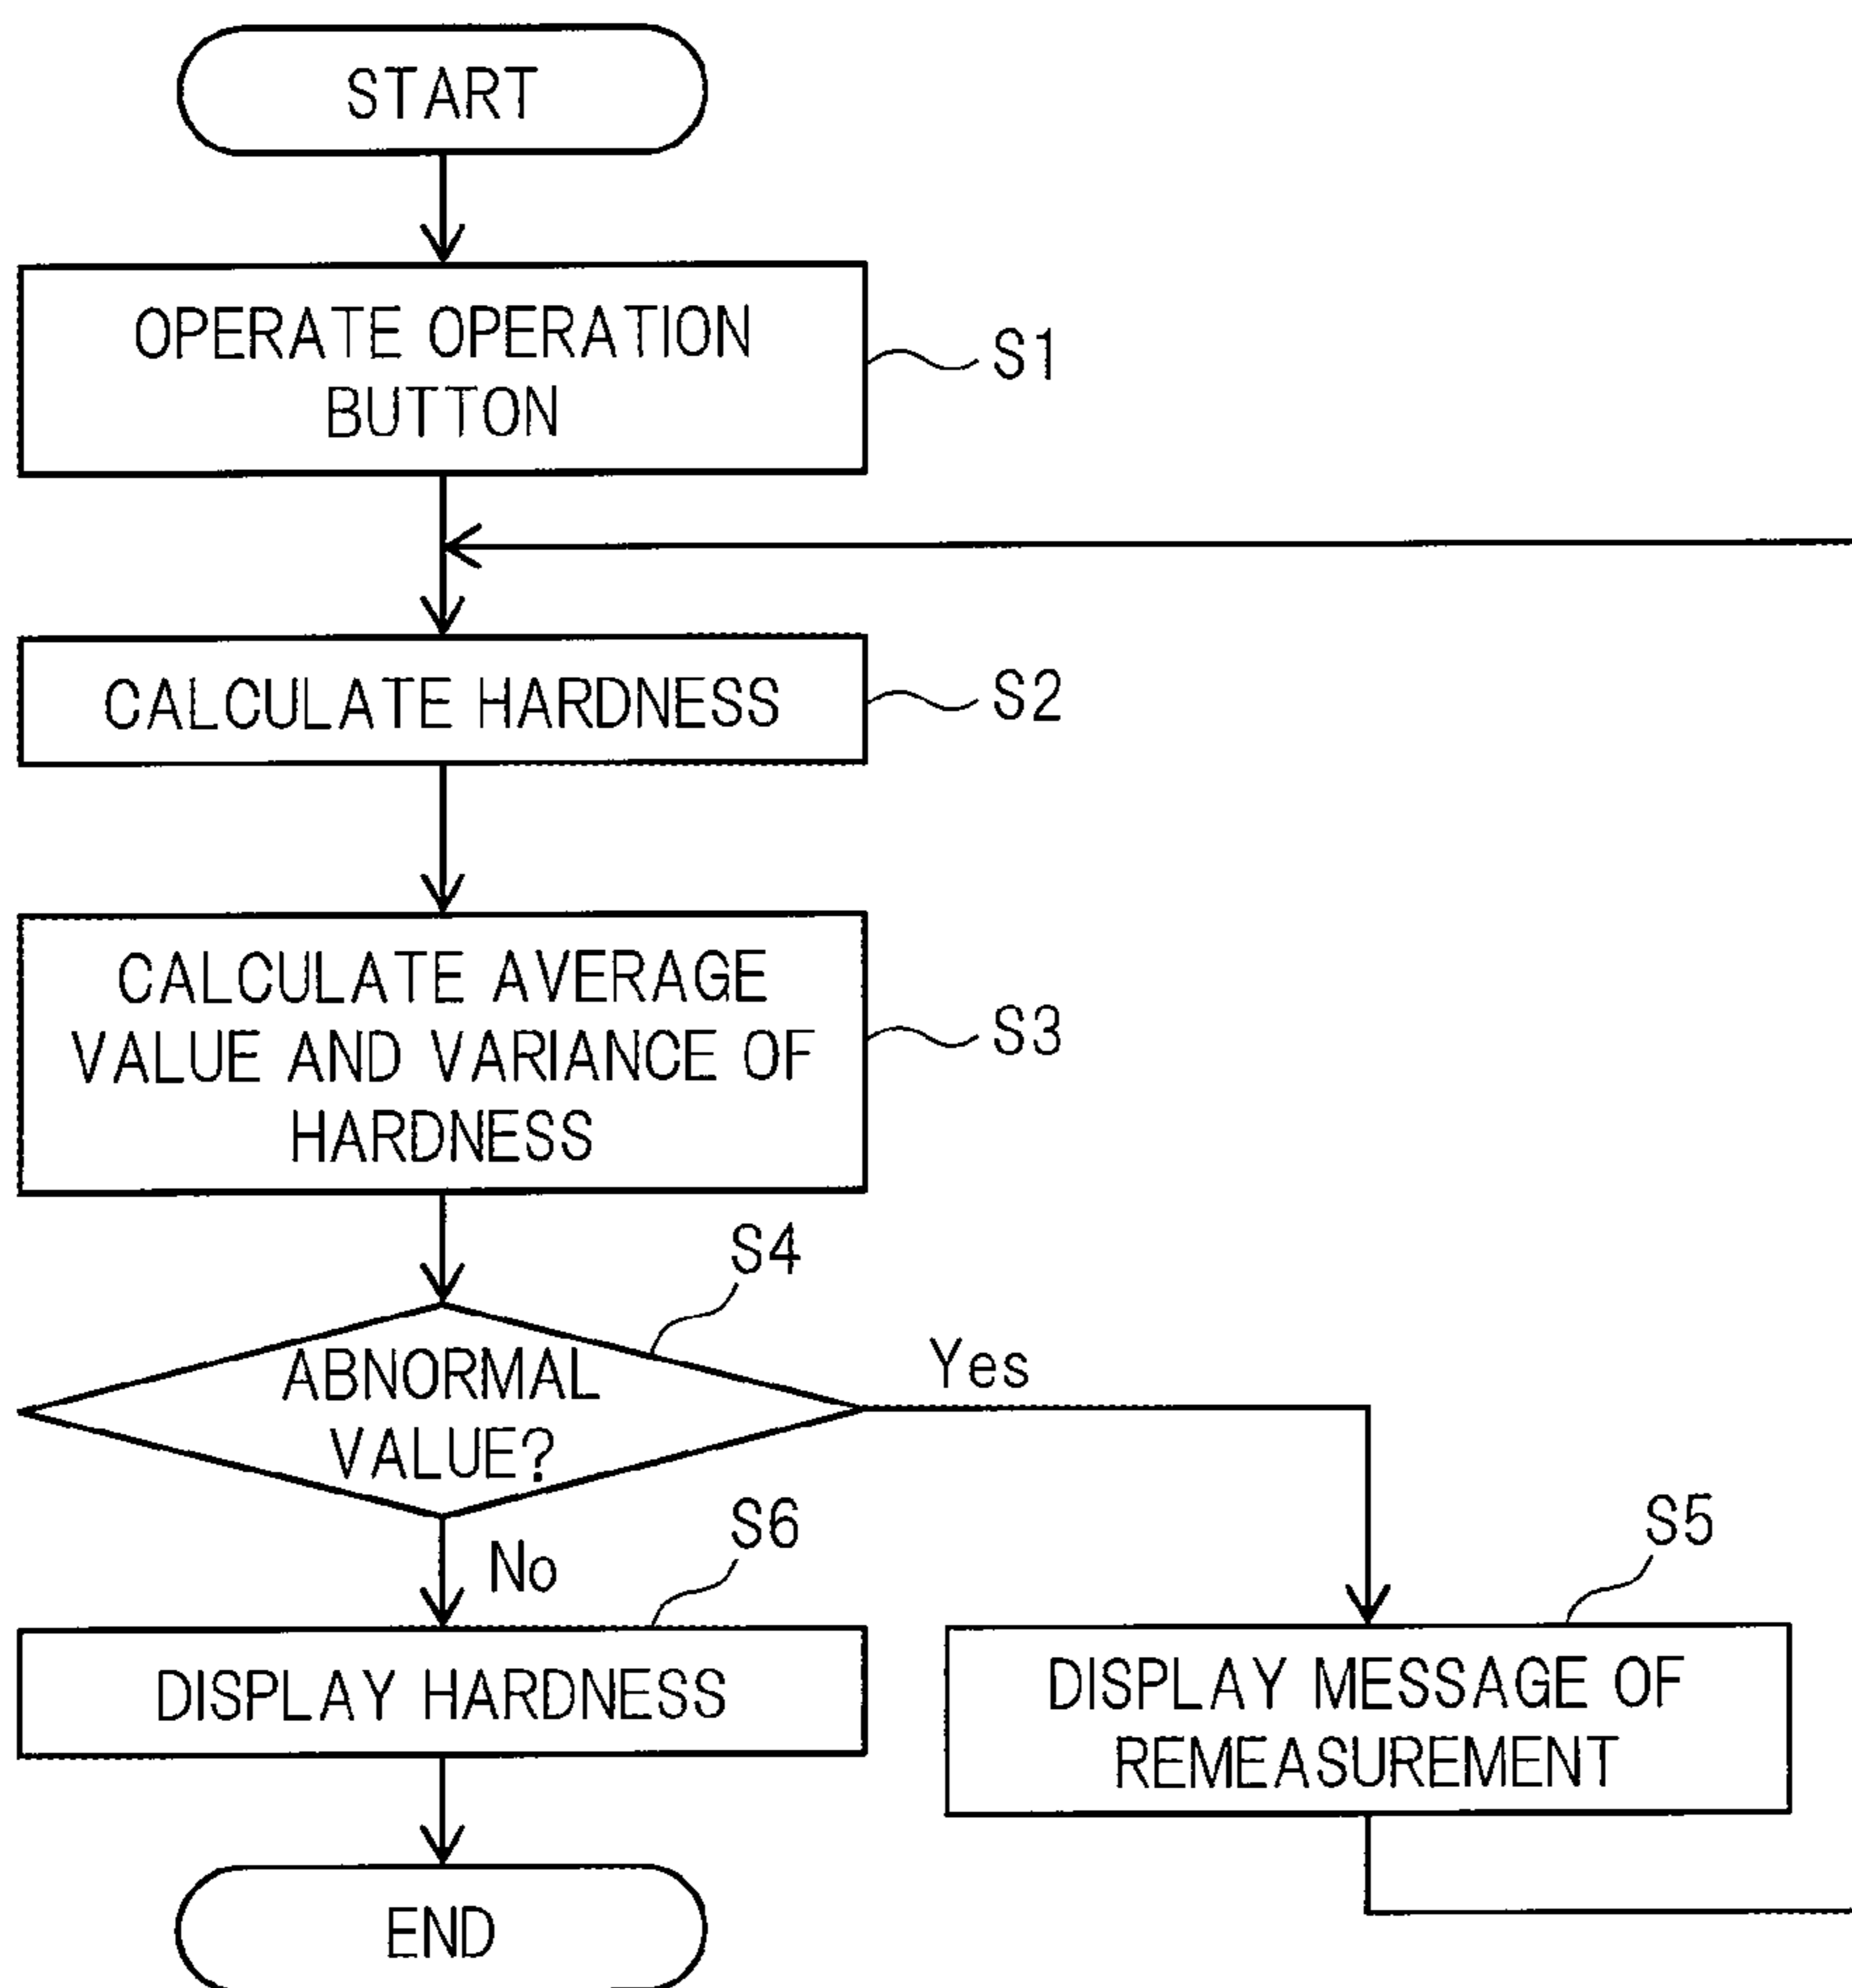 START
OPERATE OPERATION
BUTTON
S1
CALCULATE HARDNESS
S2
CALCULATE AVERAGE
VALUE AND VARIANCE OF
HARDNESS
S3
S4
ABNORMAL
VALUE?
Yes
No
S6
DISPLAY HARDNESS
S5
DISPLAY MESSAGE OF
REMEASUREMENT
END